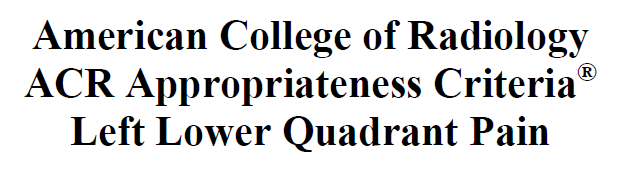 American College of Radiology
ACR Appropriateness Criteria®
Left Lower Quadrant Pain